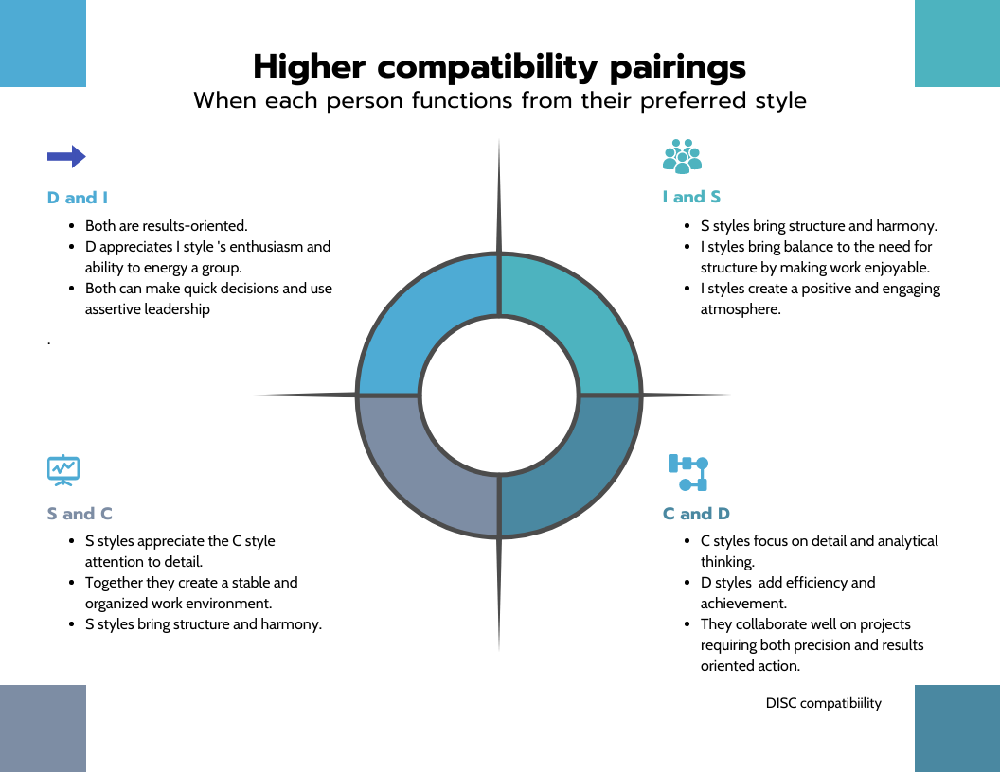 Higher compatibility pairings
When each person functions from their preferred style
D and I
• Both are results-oriented.
• D appreciates I style 's enthusiasm and
ability to energy a group.
• Both can make quick decisions and use
assertive leadership
.
I and S
• S styles bring structure and harmony.
• I styles bring balance to the need for
structure by making work enjoyable.
• I styles create a positive and engaging
atmosphere.
S and C
• S styles appreciate the C style
attention to detail.
• Together they create a stable and
organized work environment.
• S styles bring structure and harmony.
C and D
• C styles focus on detail and analytical
thinking.
• D styles  add efficiency and
achievement.
• They collaborate well on projects
requiring both precision and results
oriented action.
DISC compatibiility